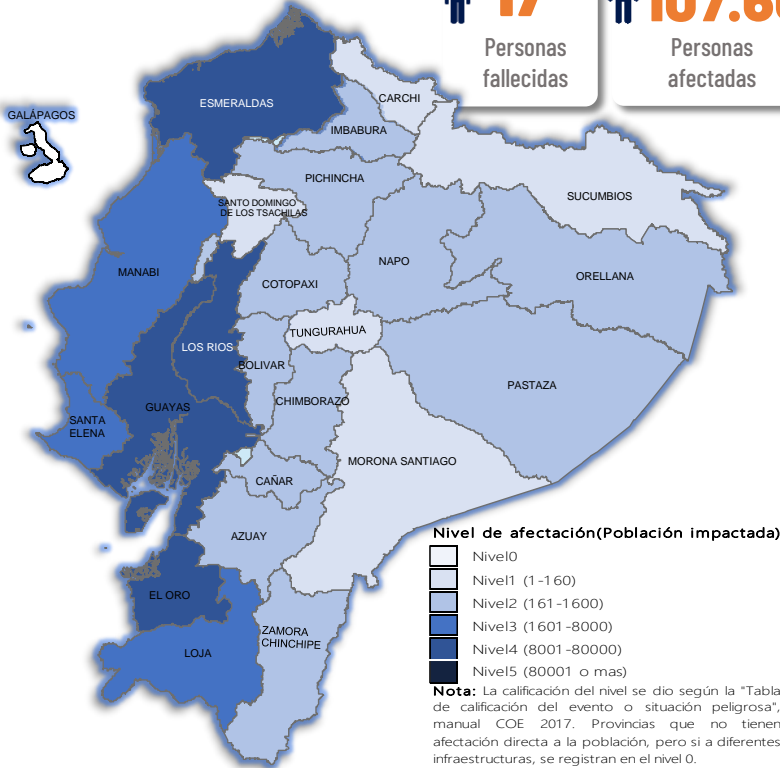 17
107.6
Personas
fallecidas
Personas
afectadas
GALÁPAGOS
ESMERALDAS
CARCHI
IMBABURA
PICHINCHA
SANTO DOMINGO
DE LOS TSACHILAS
SUCUMBIOS
MANABI
NAPO
ORELLANA
COTOPAXI
TUNGURAHUA
LOS RIOS
BOLIVAR
PASTAZA
CHIMBORAZO
GUAYAS
SANTA
ELENA
MORONA SANTIAGO
CAÑAR
AZUAY
EL ORO
ZAMORA
CHINCHIPE
LOJA
Nivel de afectación(Población impactada)
Nivel0
Nivel1 (1-160)
Nivel2 (161-1600)
Nivel3 (1601-8000)
Nivel4 (8001-80000)
Nivel5 (80001 o mas)
Nota: La calificación del nivel se dio según la "Tabla
de calificación del evento o situación peligrosa",
manual COE 2017. Provincias que no tienen
afectación directa a la población, pero si a diferentes
infraestructuras, se registran en el nivel 0.